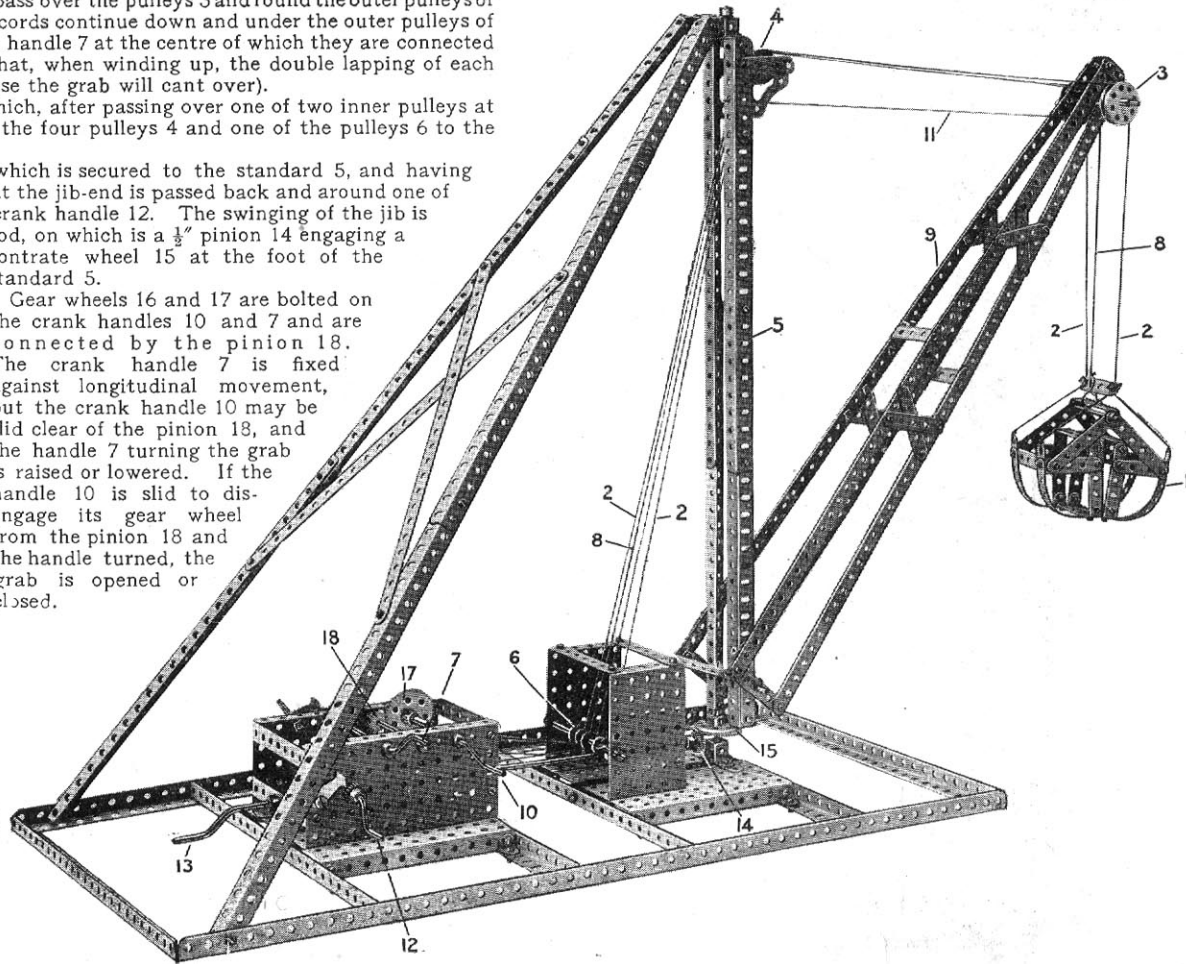 pass over the pulleys 3 and round the outer pulleys of
cords continue down and under the outer pulleys of
handle 7 at the centre of which they are connected
hat, when winding up, the double lapping of each
se the grab will cant over).
hich, after passing over one of two inner pulleys at
the four pulleys 4 and one of the pulleys 6 to the
which is secured to the standard 5, and having
at the jib-end is passed back and around one of
crank handle 12. The swinging of the jib is
od, on which is a ½″ pinion 14 engaging a
ontrate wheel 15 at the foot of the
tandard 5.
Gear wheels 16 and 17 are bolted on
he crank handles 10 and 7 and are
onnected by the pinion 18.
The crank handle 7 is fixed
against longitudinal movement,
but the crank handle 10 may be
slid clear of the pinion 18, and
the handle 7 turning the grab
is raised or lowered. If the
handle 10 is slid to dis-
engage its gear wheel
from the pinion 18 and
the handle turned, the
grab is opened or
closed.
4
3
11
9
8
5
2
2
1
2
2
8
18
17
7
6
15
10
14
13
12